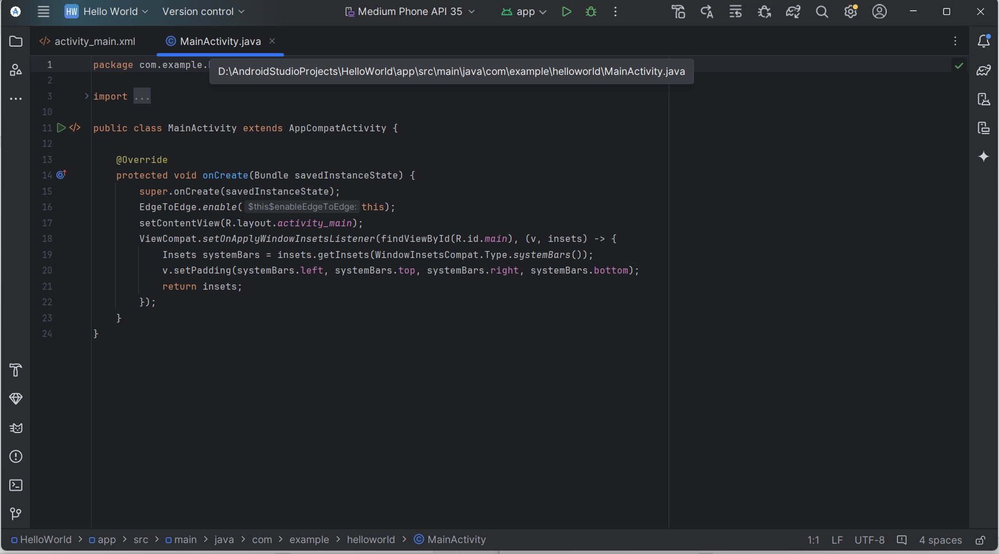 HW Hello World Version control Medium Phone API 35 app
activity_main.xml MainActivity.java
1 package com.example.
D:\AndroidStudioProjects\HelloWorld\app\src\main\java\com\example\helloworld\MainActivity.java
2
3 import ...
10
11 public class MainActivity extends AppCompatActivity {
12
13 @Override
14 protected void onCreate(Bundle savedInstanceState) {
15 super.onCreate(savedInstanceState);
16 EdgeToEdge.enable( $this$enableEdgeToEdge: this);
17 setContentView(R.layout.activity_main);
18 ViewCompat.setOnApplyWindowInsetsListener(findViewById(R.id.main), (v, insets) -> {
19 Insets systemBars = insets.getInsets(WindowInsetsCompat.Type.systemBars());
20 v.setPadding(systemBars.left, systemBars.top, systemBars.right, systemBars.bottom);
21 return insets;
22 });
23 }
24 }
HelloWorld > app > src > main > java > com > example > helloworld > MainActivity 1:1 LF UTF-8 4 spaces